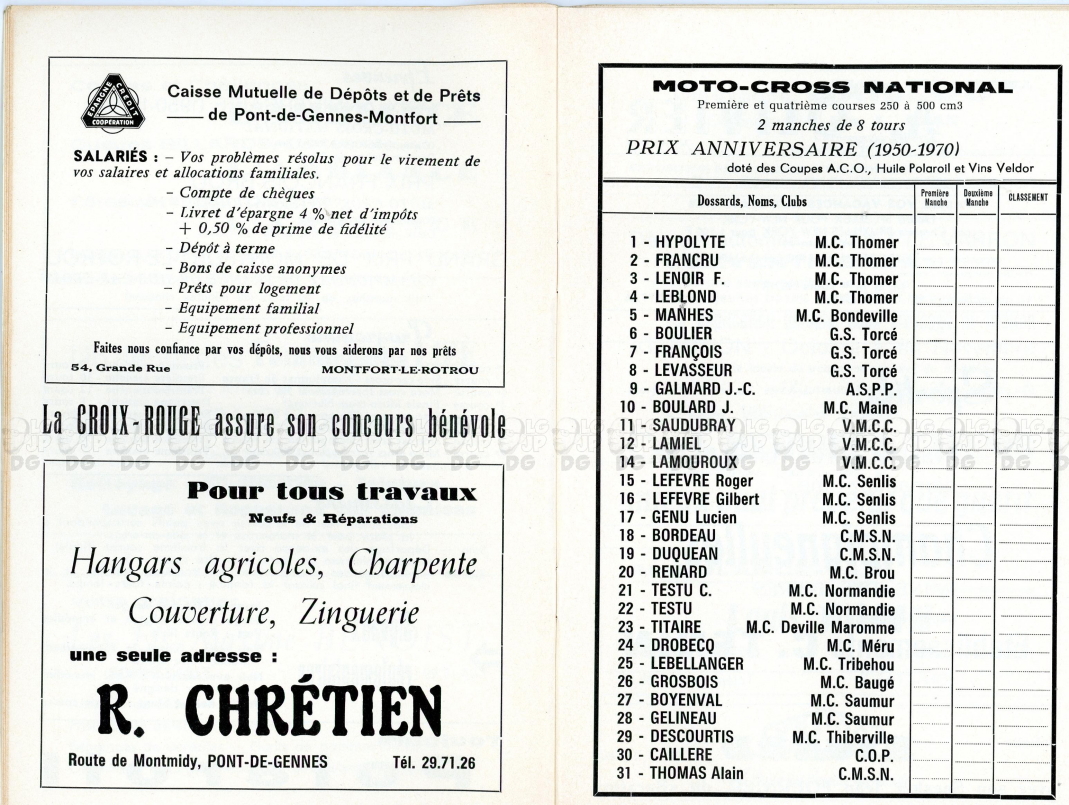 EPARGNE CREDIT
COOPERATION
Caisse Mutuelle de Dépôts et de Prêts
de Pont-de-Gennes-Montfort
SALARIÉS : – Vos problèmes résolus pour le virement de
vos salaires et allocations familiales.
– Compte de chèques
– Livret d'épargne 4 % net d'impôts
+ 0,50 % de prime de fidélité
– Dépôt à terme
– Bons de caisse anonymes
– Prêts pour logement
– Equipement familial
– Equipement professionnel
Faites nous confiance par vos dépôts, nous vous aiderons par nos prêts
54, Grande Rue MONTFORT-LE-ROTROU
La CROIX-ROUGE assure son concours bénévole
Pour tous travaux
Neufs & Réparations
Hangars agricoles, Charpente
Couverture, Zinguerie
une seule adresse :
R. CHRÉTIEN
Route de Montmidy, PONT-DE-GENNES Tél. 29.71.26
MOTO-CROSS NATIONAL
Première et quatrième courses 250 à 500 cm3
2 manches de 8 tours
PRIX ANNIVERSAIRE (1950-1970)
doté des Coupes A.C.O., Huile Polaroil et Vins Veldor
Dossards, Noms, Clubs Première Manche Deuxième Manche CLASSEMENT
1 - HYPOLYTE M.C. Thomer
2 - FRANCRU M.C. Thomer
3 - LENOIR F. M.C. Thomer
4 - LEBLOND M.C. Thomer
5 - MANHES M.C. Bondeville
6 - BOULIER G.S. Torcé
7 - FRANÇOIS G.S. Torcé
8 - LEVASSEUR G.S. Torcé
9 - GALMARD J.-C. A.S.P.P.
10 - BOULARD J. M.C. Maine
11 - SAUDUBRAY V.M.C.C.
12 - LAMIEL V.M.C.C.
14 - LAMOUROUX V.M.C.C.
15 - LEFEVRE Roger M.C. Senlis
16 - LEFEVRE Gilbert M.C. Senlis
17 - GENU Lucien M.C. Senlis
18 - BORDEAU C.M.S.N.
19 - DUQUEAN C.M.S.N.
20 - RENARD M.C. Brou
21 - TESTU C. M.C. Normandie
22 - TESTU M.C. Normandie
23 - TITAIRE M.C. Deville Maromme
24 - DROBECQ M.C. Méru
25 - LEBELLANGER M.C. Tribehou
26 - GROSBOIS M.C. Baugé
27 - BOYENVAL M.C. Saumur
28 - GELINEAU M.C. Saumur
29 - DESCOURTIS M.C. Thiberville
30 - CAILLERE C.O.P.
31 - THOMAS Alain C.M.S.N.